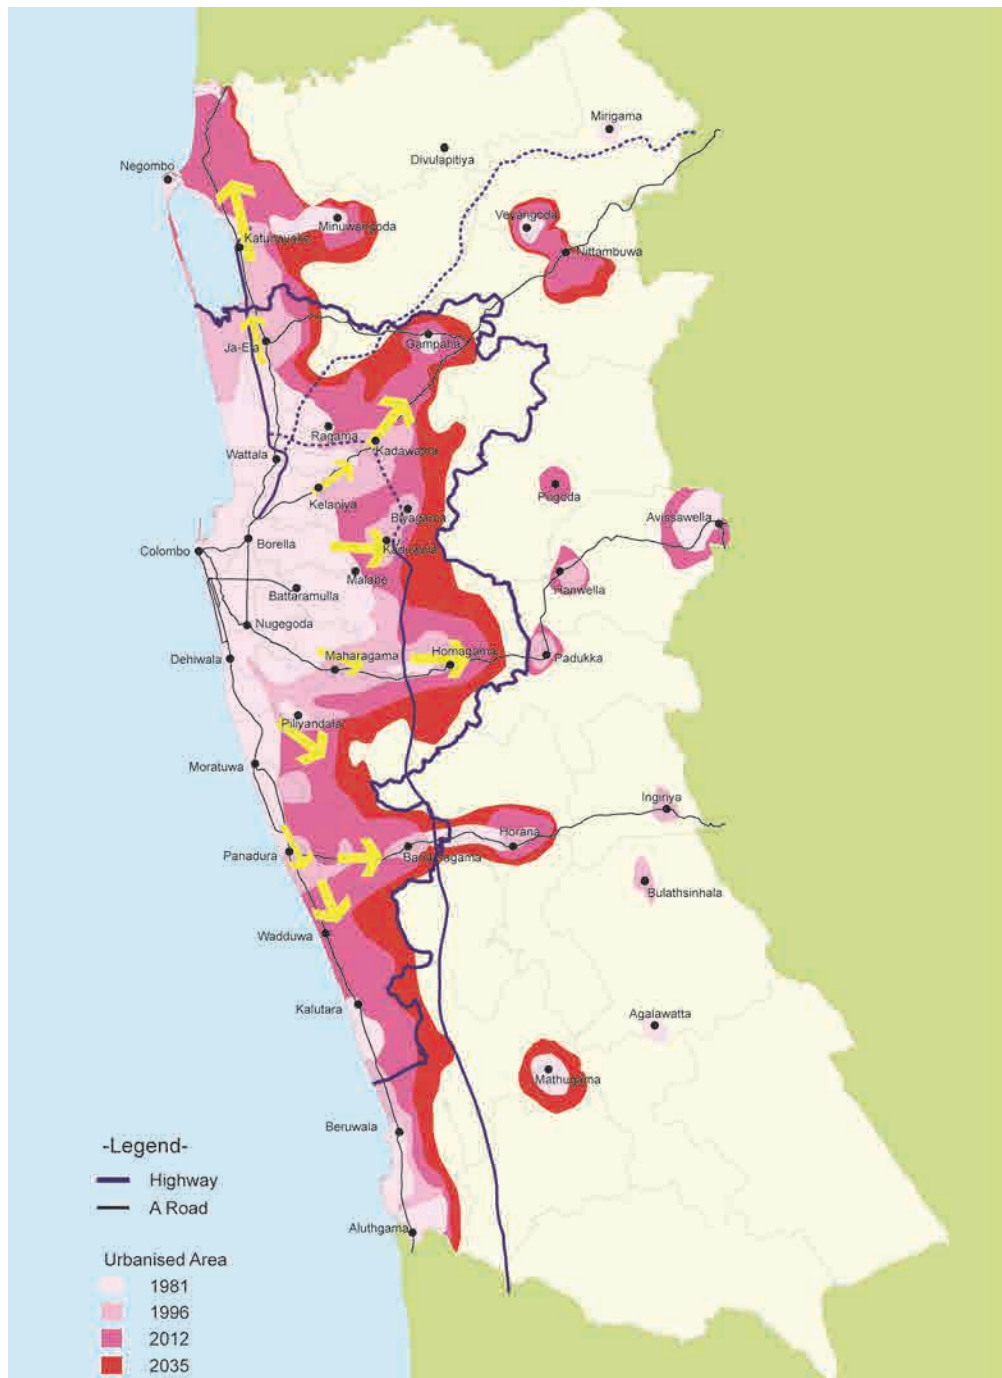 Mirigama
Divulapitiya
Negombo
Minuwangoda
Veyangoda
Katunayake
Nittambuwa
Ja-Ela
Gampaha
Ragama
Kadawatha
Wattala
Kelaniya
Pugoda
Biyagama
Avissawella
Borella
Kaduwela
Colombo
Malabe
Hanwella
Battaramulla
Nugegoda
Maharagama
Homagama
Padukka
Dehiwala
Piliyandala
Moratuwa
Ingiriya
Horana
Panadura
Bandaragama
Bulathsinhala
Wadduwa
Kalutara
Agalawatta
Mathugama
Beruwala
Aluthgama
-Legend-
Highway
A Road
Urbanised Area
1981
1996
2012
2035